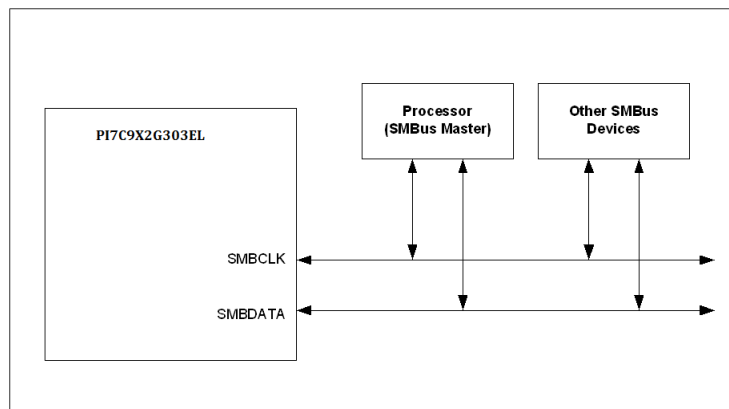 PI7C9X2G303EL
Processor
(SMBus Master)
Other SMBus
Devices
SMBCLK
SMBDATA